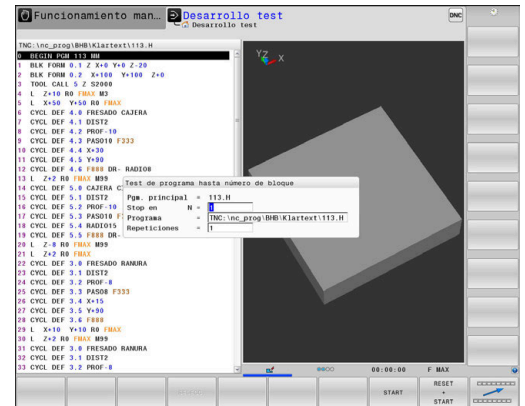 Funcionamiento man...
Desarrollo test
Desarrollo test
DNC
TNC:\nc_prog\BHB\Klartext\113.H
0 BEGIN PGM 113 MM
1 BLK FORM 0.1 Z X+0 Y+0 Z-20
2 BLK FORM 0.2 X+100 Y+100 Z+0
3 TOOL CALL 5 Z S2000
4 L Z+10 R0 FMAX M3
5 L X+50 Y+50 R0 FMAX
6 CYCL DEF 4.0 FRESADO CAJERA
7 CYCL DEF 4.1 DIST2
8 CYCL DEF 4.2 PROF-10
9 CYCL DEF 4.3 PASO10 F333
10 CYCL DEF 4.4 X+30
11 CYCL DEF 4.5 Y+90
12 CYCL DEF 4.6 F888 DR- RADIO8
13 L Z+2 R0 FMAX M99
14 CYCL DEF 5.0 CAJERA C
15 CYCL DEF 5.1 DIST2
16 CYCL DEF 5.2 PROF-10
17 CYCL DEF 5.3 PASO10 F
18 CYCL DEF 5.4 RADIO15
19 CYCL DEF 5.5 F888 DR-
20 L Z-8 R0 FMAX M99
21 L Z+2 R0 FMAX
22 CYCL DEF 3.0 FRESADO RANURA
23 CYCL DEF 3.1 DIST2
24 CYCL DEF 3.2 PROF-8
25 CYCL DEF 3.3 PASO8 F333
26 CYCL DEF 3.4 X+15
27 CYCL DEF 3.5 Y+90
28 CYCL DEF 3.6 F888
29 L X+10 Y+10 R0 FMAX
30 L Z+2 R0 FMAX M99
31 CYCL DEF 3.0 FRESADO RANURA
32 CYCL DEF 3.1 DIST2
33 CYCL DEF 3.2 PROF-8
YZ X
Test de programa hasta número de bloque
Pgm. principal = 113.H
Stop en N = 1
Programa = TNC:\nc_prog\BHB\Klartext\113.H
Repeticiones = 1
00:00:00 F MAX
START
RESET
+
START